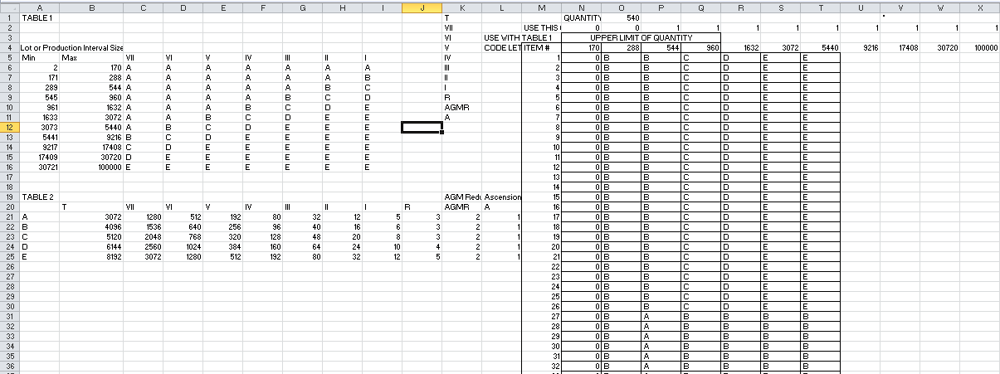 A B C D E F G H I J K L M N O P Q R S T U V W X
1 TABLE1 T QUANTITY 540
2 VII USE THIS 0 0 1 1 1 1 1 1 1 1 1
3 VI USE WITH TABLE1 UPPER LIMIT OF QUANTITY
4 Lot or Production Interval Size V CODE LET ITEM # 170 288 544 960 1632 3072 5440 9216 17408 30720 100000
5 Min Max VII VI V IV III II I IV 1 0 B B C D E E
6 2 170 A A A A A A A III 2 0 B B C D E E
7 171 288 A A A A A A B II 3 0 B B C D E E
8 289 544 A A A A A B C I 4 0 B B C D E E
9 545 960 A A A A B C D R 5 0 B B C D E E
10 961 1632 A A A B C D E AGMR 6 0 B B C D E E
11 1633 3072 A A B C D E E A 7 0 B B C D E E
12 3073 5440 A B C D E E E 8 0 B B C D E E
13 5441 9216 B C D E E E E 9 0 B B C D E E
14 9217 17408 C D E E E E E 10 0 B B C D E E
15 17409 30720 D E E E E E E 11 0 B B C D E E
16 30721 100000 E E E E E E E 12 0 B B C D E E
17 13 0 B B C D E E
18 14 0 B B C D E E
19 TABLE 2 AGM Redu Ascension 15 0 B B C D E E
20 T VII VI V IV III II I R AGMR A 16 0 B B C D E E
21 A 3072 1280 512 192 80 32 12 5 3 2 1 17 0 B B C D E E
22 B 4096 1536 640 256 96 40 16 6 3 2 1 18 0 B B C D E E
23 C 5120 2048 768 320 128 48 20 8 3 2 1 19 0 B B C D E E
24 D 6144 2560 1024 384 160 64 24 10 4 2 1 20 0 B B C D E E
25 E 8192 3072 1280 512 192 80 32 12 5 2 1 21 0 B B C D E E
26 22 0 B B C D E E
27 23 0 B B C D E E
28 24 0 B B C D E E
29 25 0 B B C D E E
30 26 0 B B C D E E
31 27 0 B A B B B B
32 28 0 B A B B B B
33 29 0 B A B B B B
34 30 0 B A B B B B
35 31 0 B A B B B B
36 32 0 B A B B B B